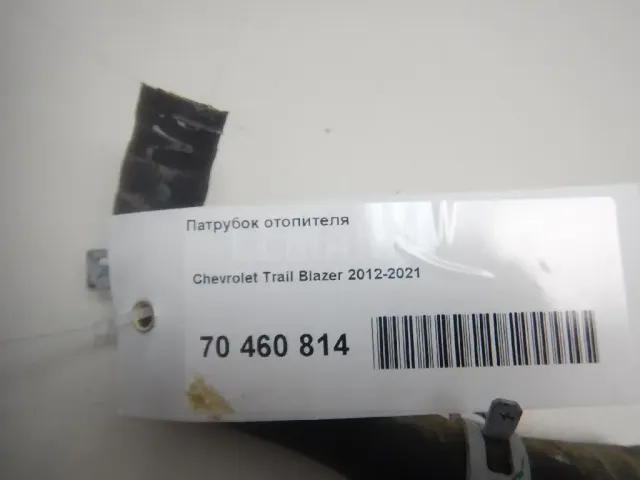 Патрубок отопителя
Chevrolet Trail Blazer 2012-2021
70 460 814